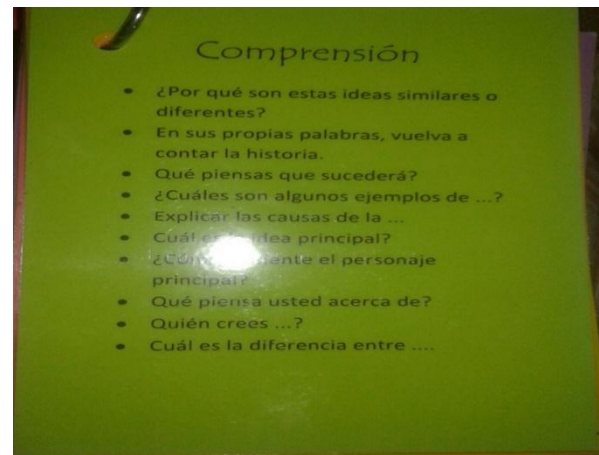 Comprensión
• ¿Por qué son estas ideas similares o
diferentes?
• En sus propias palabras, vuelva a
contar la historia.
• Qué piensas que sucederá?
• ¿Cuáles son algunos ejemplos de ...?
• Explicar las causas de la ...
• Cuál idea principal?
• el personaje
principal?
• Qué piensa usted acerca de?
• Quién crees ...?
• Cuál es la diferencia entre ....